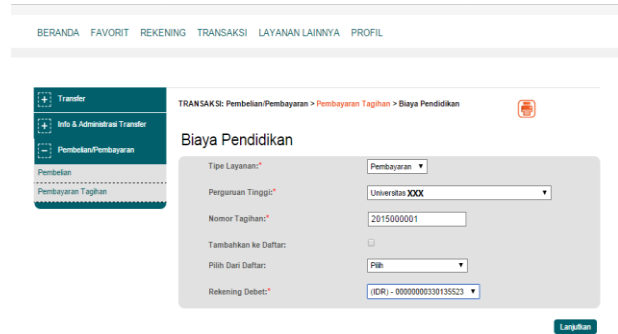 BERANDA FAVORIT REKENING TRANSAKSI LAYANAN LAINNYA PROFIL
Transfer
Info & Administrasi Transfer
Pembelian/Pembayaran
Pembelian
Pembayaran Tagihan
TRANSAKSI: Pembelian/Pembayaran > Pembayaran Tagihan > Biaya Pendidikan
Biaya Pendidikan
Tipe Layanan:* Pembayaran
Perguruan Tinggi:* Universitas XXX
Nomor Tagihan:* 2015000001
Tambahkan ke Daftar:
Pilih Dari Daftar: Pilih
Rekening Debet:* (IDR) - 00000000330135523
Lanjutkan